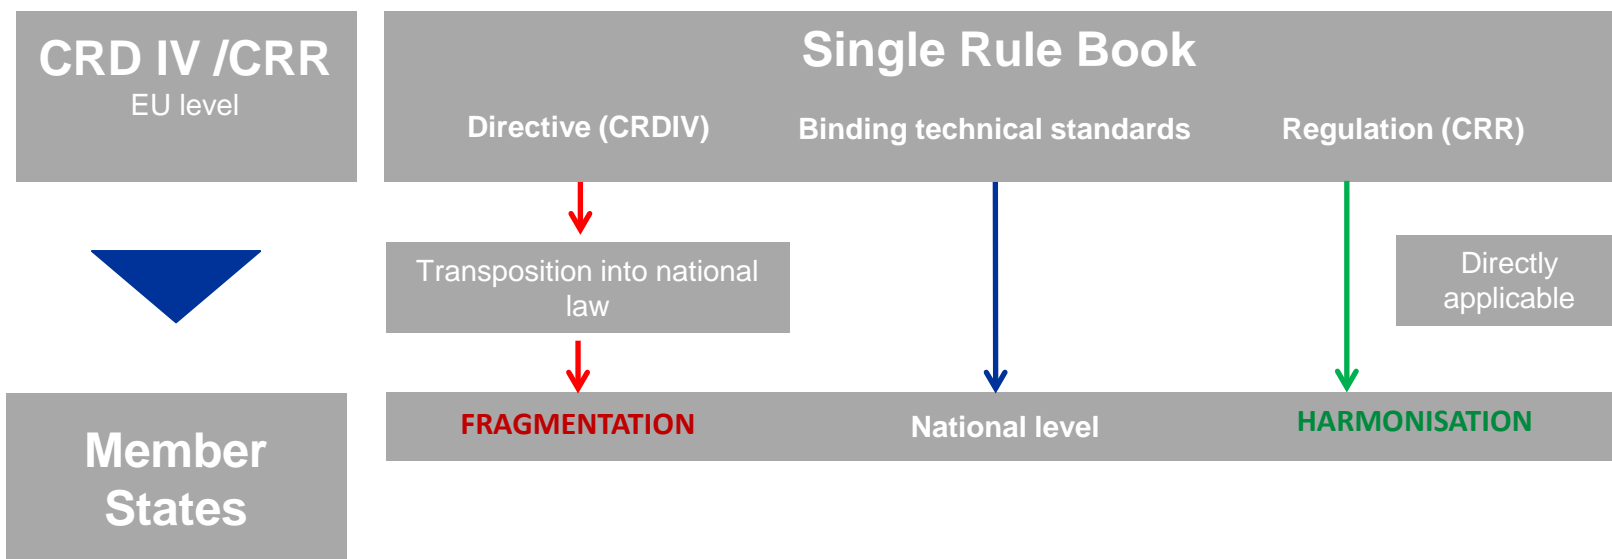 CRD IV /CRR
EU level
Single Rule Book
Directive (CRDIV)
Binding technical standards
Regulation (CRR)
Transposition into national
law
Directly
applicable
Member
States
FRAGMENTATION
National level
HARMONISATION